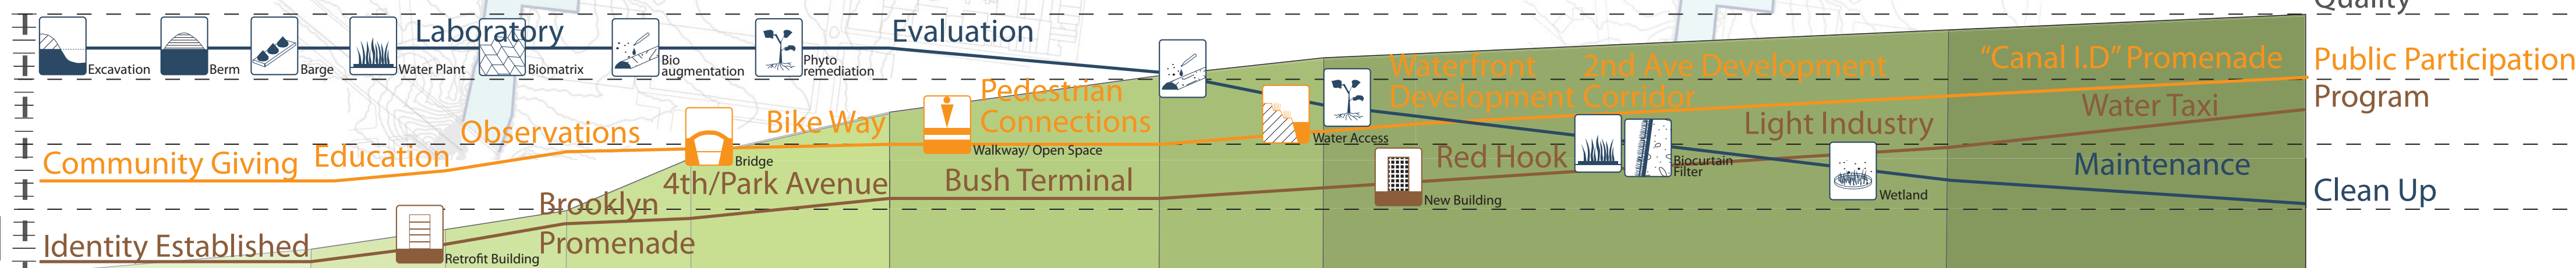 Quality
Laboratory
Evaluation
Excavation
Berm
Barge
Water Plant
Biomatrix
Bio
augmentation
Phyto
remediation
Waterfront
Development
2nd Ave Development
Corridor
“Canal I.D” Promenade
Public Participation
Program
Pedestrian
Connections
Water Taxi
Community Giving
Education
Observations
Bridge
Bike Way
Walkway/ Open Space
Water Access
Light Industry
Red Hook
Biocurtain
Filter
Maintenance
Clean Up
4th/Park Avenue
Bush Terminal
New Building
Wetland
Identity Established
Retrofit Building
Brooklyn
Promenade